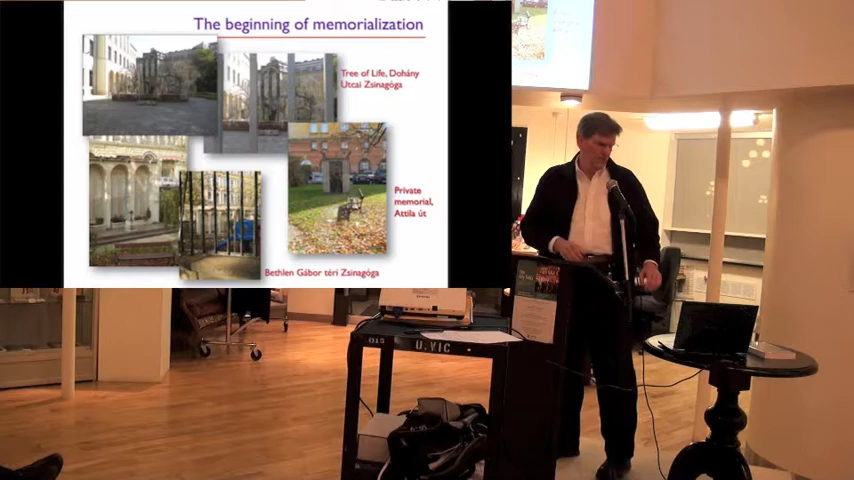 The beginning of memorialization
Tree of Life, Dohány
Utcai Zsinagóga
Private
memorial,
Attila út
Bethlen Gábor téri Zsinagóga
015 U.VIC